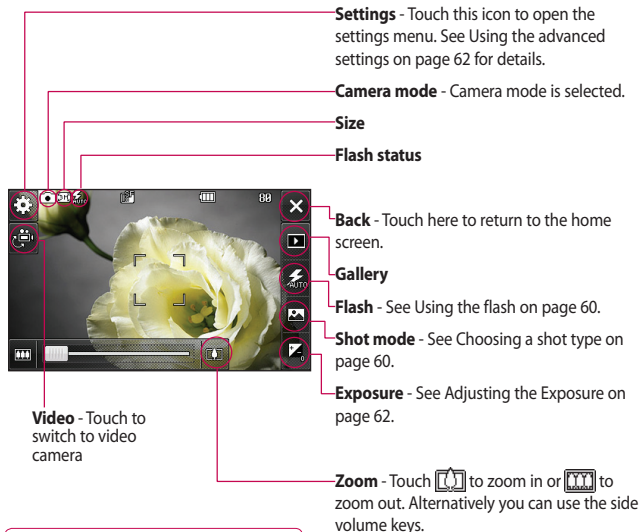 Settings - Touch this icon to open the
settings menu. See Using the advanced
settings on page 62 for details.
Camera mode - Camera mode is selected.
Size
Flash status
80
AUTO
Back - Touch here to return to the home
screen.
Gallery
Flash - See Using the flash on page 60.
AUTO
Shot mode - See Choosing a shot type on
page 60.
Exposure - See Adjusting the Exposure on
page 62.
0
Video - Touch to
switch to video
camera
Zoom - Touch to zoom in or to
zoom out. Alternatively you can use the side
volume keys.